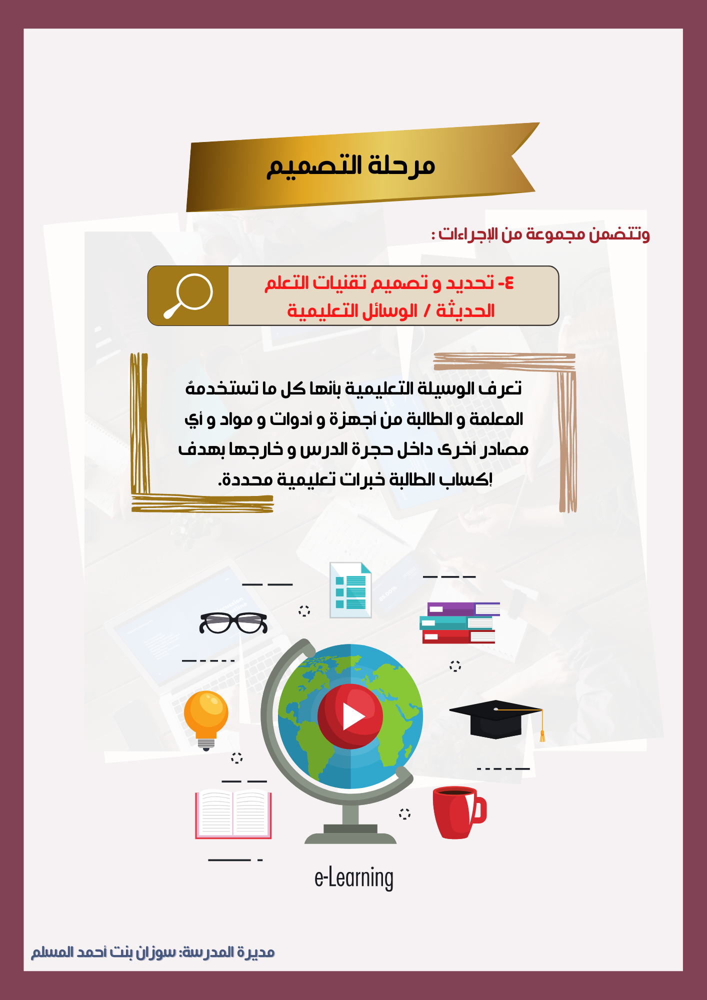 مرحلة التصميم
وتتضمن مجموعة من الإجراءات :
٤- تحديد و تصميم تقنيات التعلم
الحديثة / الوسائل التعليمية
تعرف الوسيلة التعليمية بأنها كل ما تستخدمهُ
المعلمة و الطالبة من أجهزة و أدوات و مواد و أي
مصادر أخرى داخل حجرة الدرس و خارجها بهدف
إكساب الطالبة خبرات تعليمية محددة.
85.00%
e-Learning
مديرة المدرسة: سوزان بنت أحمد المسلم